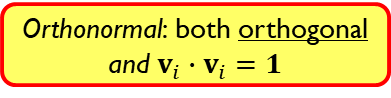 Orthonormal: both orthogonal
and vᵢ · vᵢ = 1